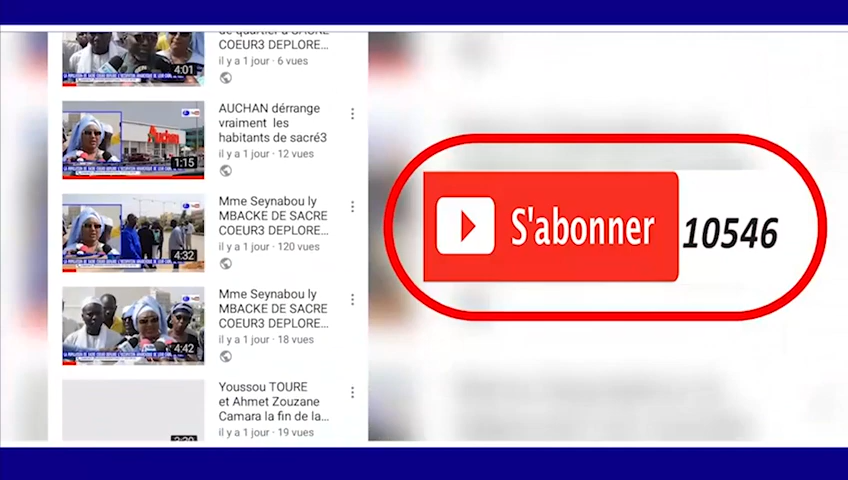 de quartier à SACRE
COEUR3 DEPLORE...
il y a 1 jour · 6 vues
4:01
AUCHAN dérrange
vraiment les
habitants de sacré3
il y a 1 jour · 12 vues
Auchan
1:15
Mme Seynabou ly
MBACKE DE SACRE
COEUR3 DEPLORE...
il y a 1 jour · 120 vues
4:32
Mme Seynabou ly
MBACKE DE SACRE
COEUR3 DEPLORE...
il y a 1 jour · 18 vues
4:42
Youssou TOURE
et Ahmet Zouzane
Camara la fin de la...
il y a 1 jour · 19 vues
S'abonner 10546